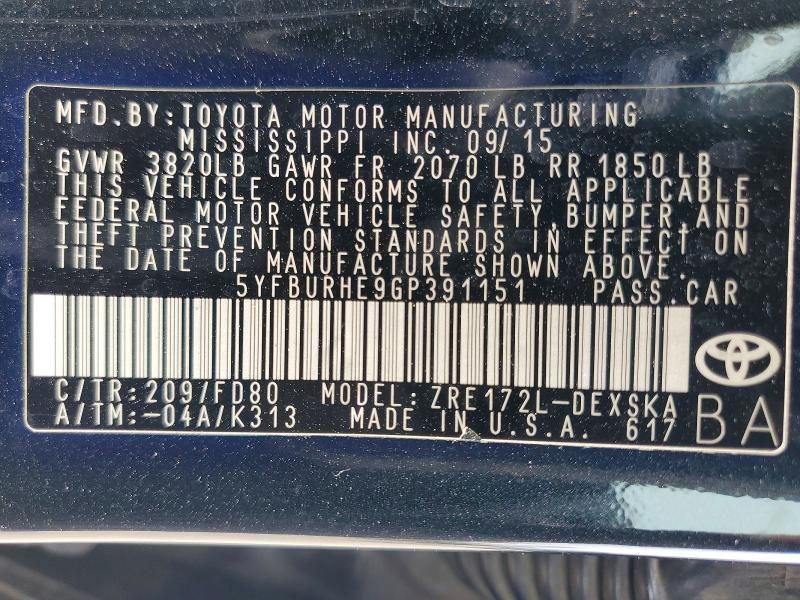 MFD.BY:TOYOTA MOTOR MANUFACTURING
MISSISSIPPI INC. 09/15
GVWR 3820LB GAWR FR 2070 LB RR 1850 LB
THIS VEHICLE CONFORMS TO ALL APPLICABLE
FEDERAL MOTOR VEHICLE SAFETY, BUMPER, AND
THEFT PREVENTION STANDARDS IN EFFECT ON
THE DATE OF MANUFACTURE SHOWN ABOVE.
5YFBURHE9GP391151 PASS.CAR
C/TR:209/FD80 MODEL:ZRE172L-DEXSKA
A/TM:-04A/K313 MADE IN U.S.A. 617 BA